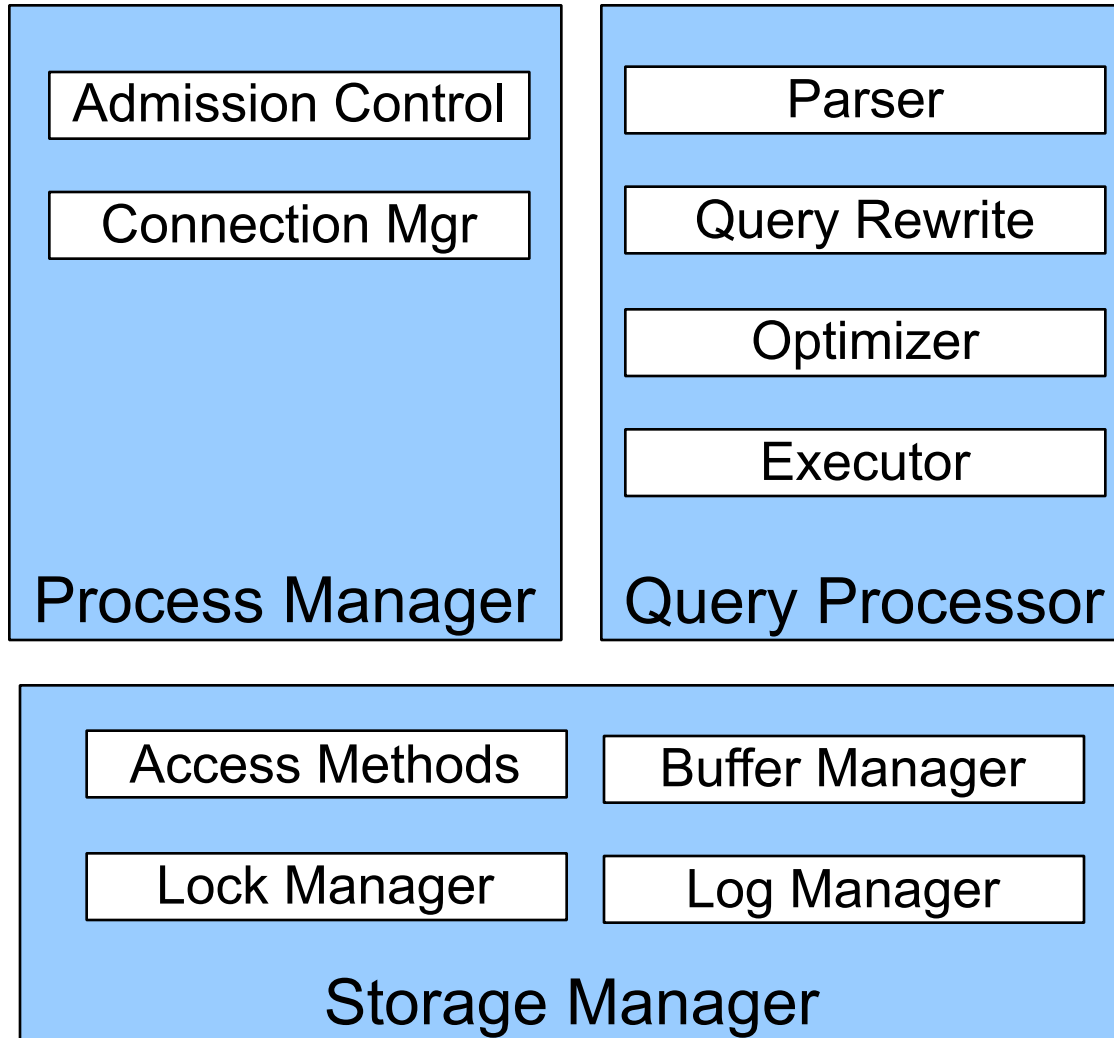 Admission Control
Connection Mgr
Process Manager
Parser
Query Rewrite
Optimizer
Executor
Query Processor
Access Methods
Buffer Manager
Lock Manager
Log Manager
Storage Manager